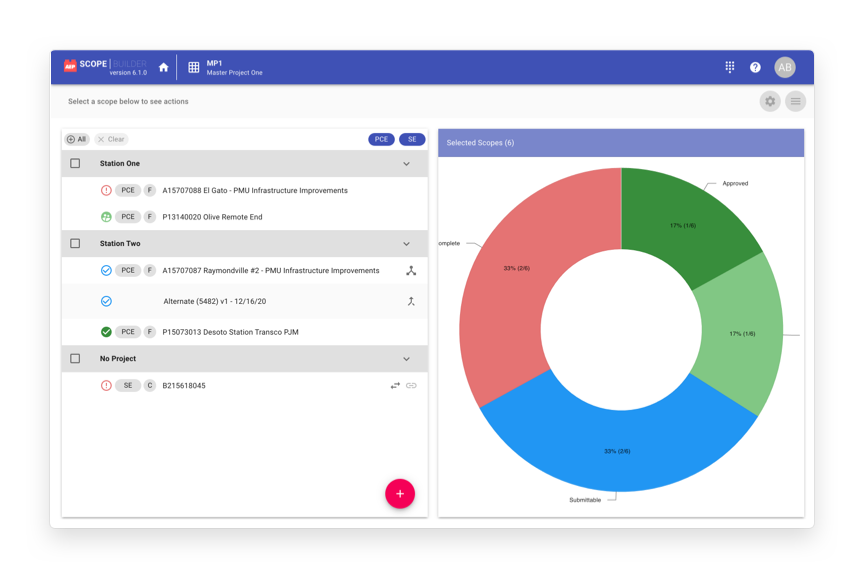 AEP SCOPE BUILDER
version 6.1.0
MP1
Master Project One
AB
Select a scope below to see actions
All
Clear
PCE
SE
Station One
PCE F A15707088 El Gato - PMU Infrastructure Improvements
PCE F P13140020 Olive Remote End
Station Two
PCE F A15707087 Raymondville #2 - PMU Infrastructure Improvements
Alternate (5482) v1 - 12/16/20
PCE F P15073013 Desoto Station Transco PJM
No Project
SE C B215618045
+
Selected Scopes (6)
Approved
17% (1/6)
omplete
33% (2/6)
17% (1/6)
33% (2/6)
Submittable